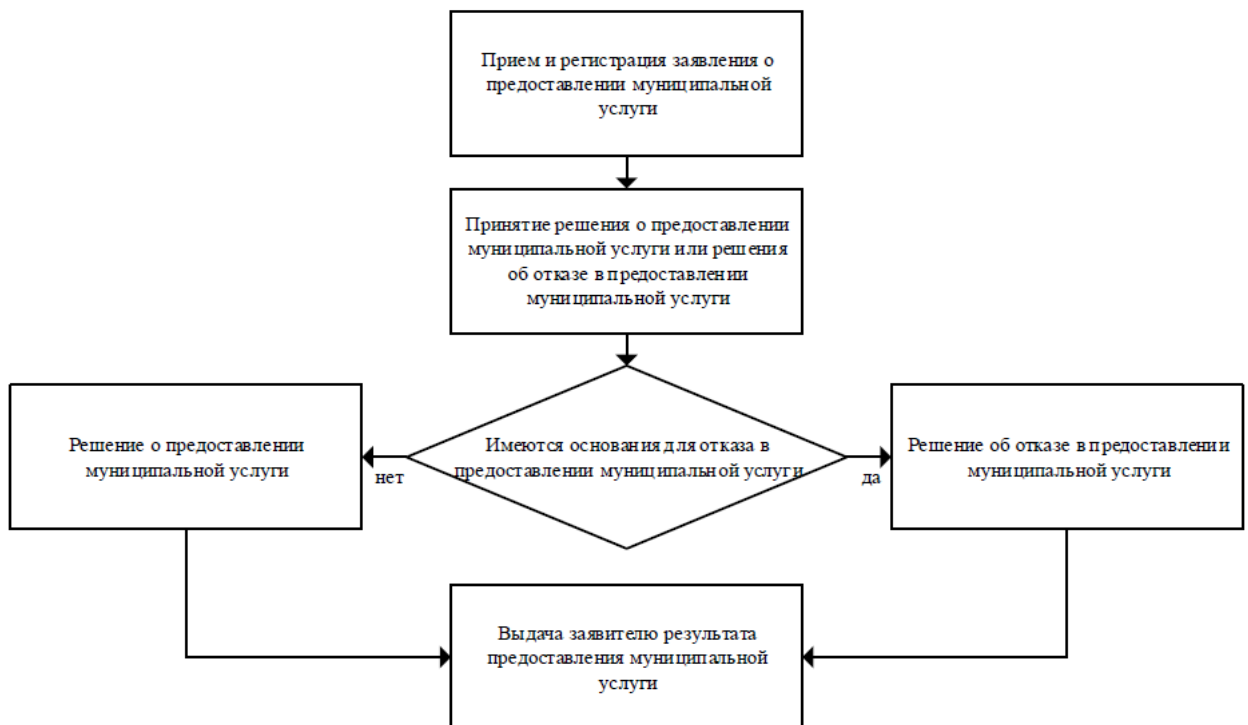 Прием и регистрация заявления о
предоставлении муниципальной
услуги
Принятие решения о предоставлении
муниципальной услуги или решения
об отказе в предоставлении
муниципальной услуги
Решение о предоставлении
муниципальной услуги
нет
Имеются основания для отказа в
предоставлении муниципальной услуги
да
Решение об отказе в предоставлении
муниципальной услуги
Выдача заявителю результата
предоставления муниципальной
услуги